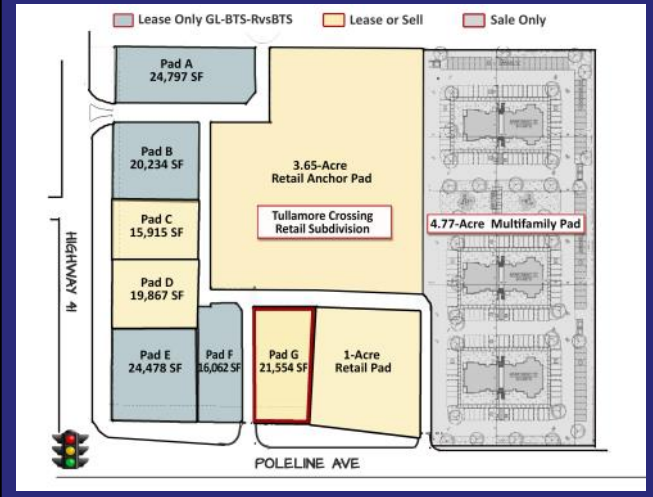 Lease Only GL-BTS-RvsBTS
Lease or Sell
Sale Only
Pad A
24,797 SF
Pad B
20,234 SF
3.65-Acre
Retail Anchor Pad
Pad C
15,915 SF
Tullamore Crossing
Retail Subdivision
4.77-Acre Multifamily Pad
HIGHWAY 41
Pad D
19,867 SF
Pad E
24,478 SF
Pad F
16,062 SF
Pad G
21,554 SF
1-Acre
Retail Pad
POLELINE AVE